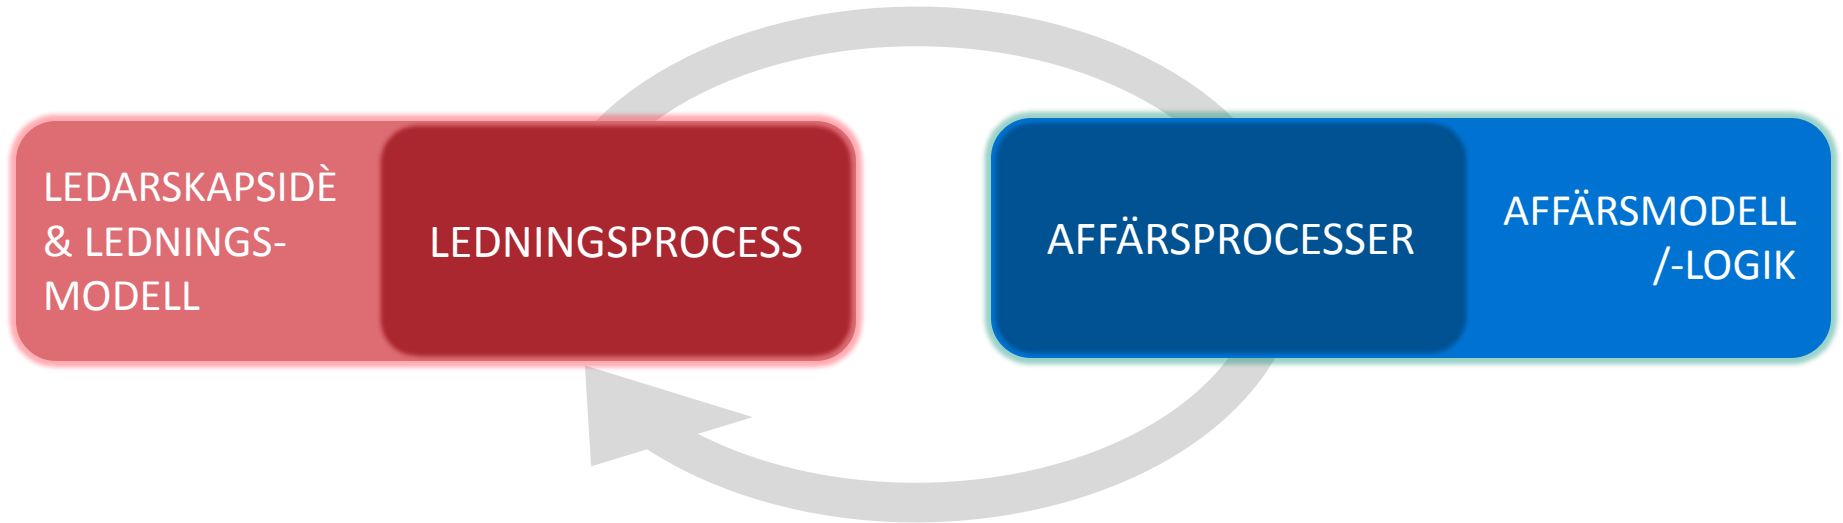 LEDARSKAPSIDÈ
& LEDNINGS-
MODELL
LEDNINGSPROCESS
AFFÄRSPROCESSER
AFFÄRSMODELL
/-LOGIK